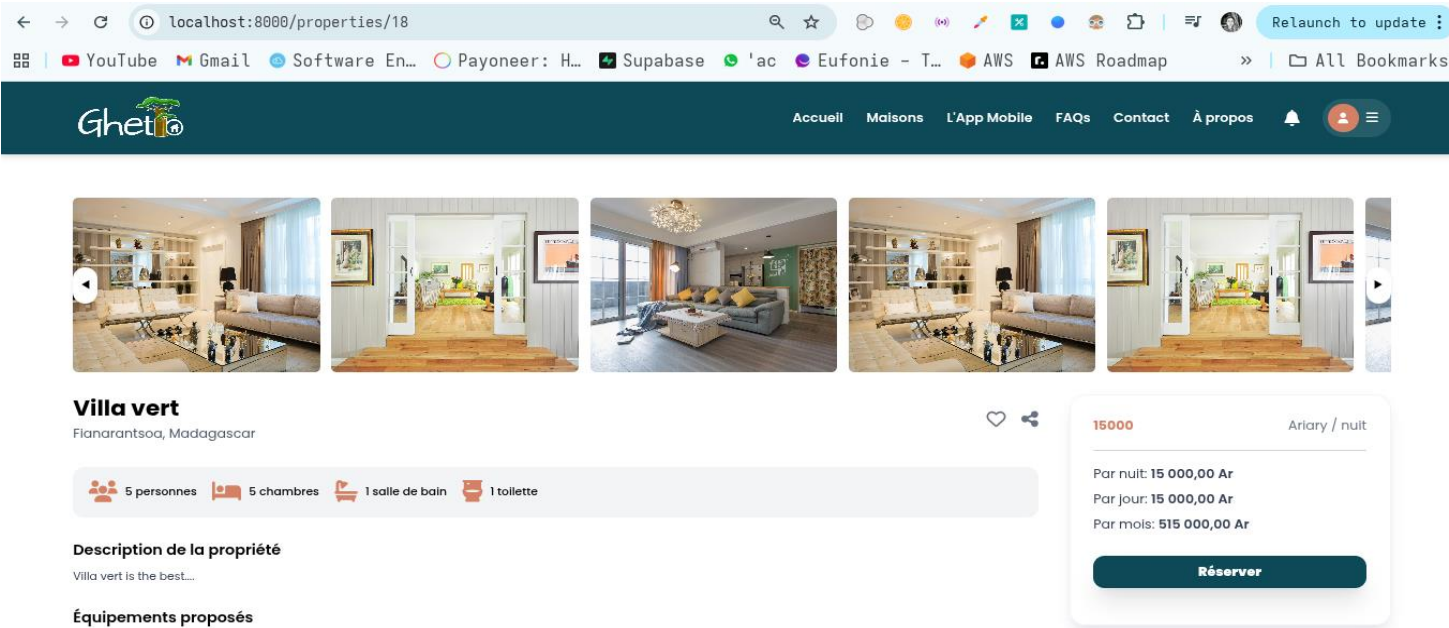 localhost:8000/properties/18
Relaunch to update
YouTube Gmail Software En... Payoneer: H... Supabase 'ac Eufonie – T... AWS AWS Roadmap » All Bookmarks
Ghetto
Accueil Maisons L'App Mobile FAQs Contact À propos
Villa vert
Fianarantsoa, Madagascar
5 personnes 5 chambres 1 salle de bain 1 toilette
Description de la propriété
Villa vert is the best....
Équipements proposés
15000 Ariary / nuit
Par nuit: 15 000,00 Ar
Par jour: 15 000,00 Ar
Par mois: 515 000,00 Ar
Réserver